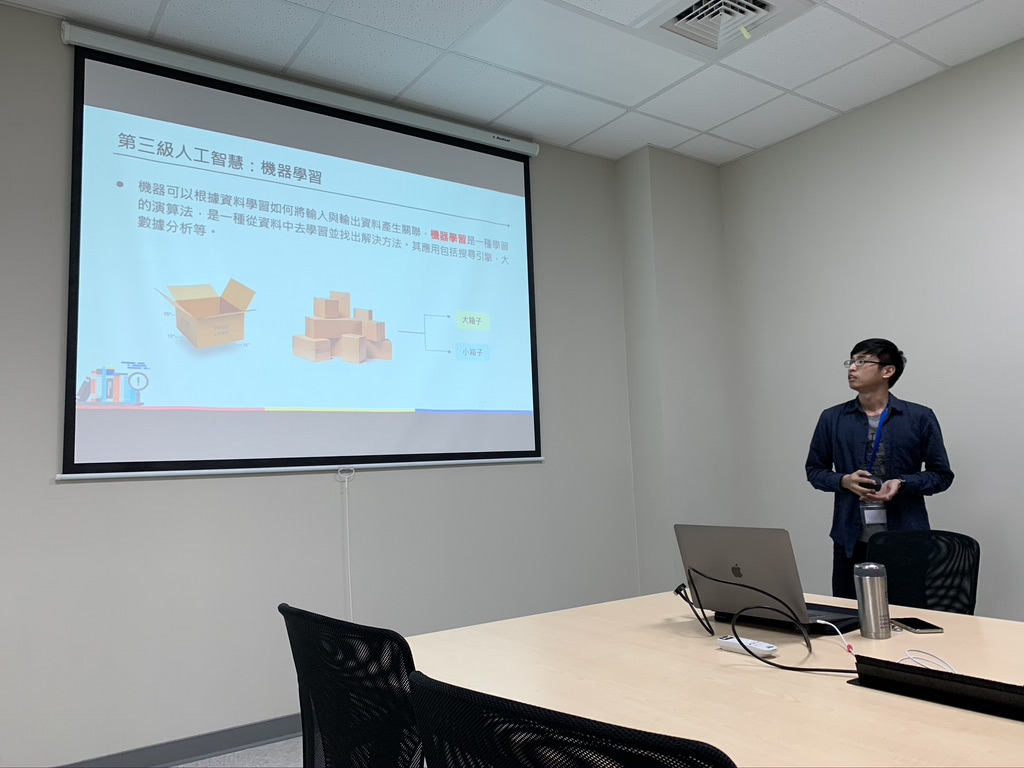 第三級人工智慧：機器學習
• 機器可以根據資料學習如何將輸入與輸出資料產生關聯，機器學習是一種學習
的演算法，是一種從資料中去學習並找出解決方法，其應用包括搜尋引擎，大
數據分析等。
大箱子
小箱子